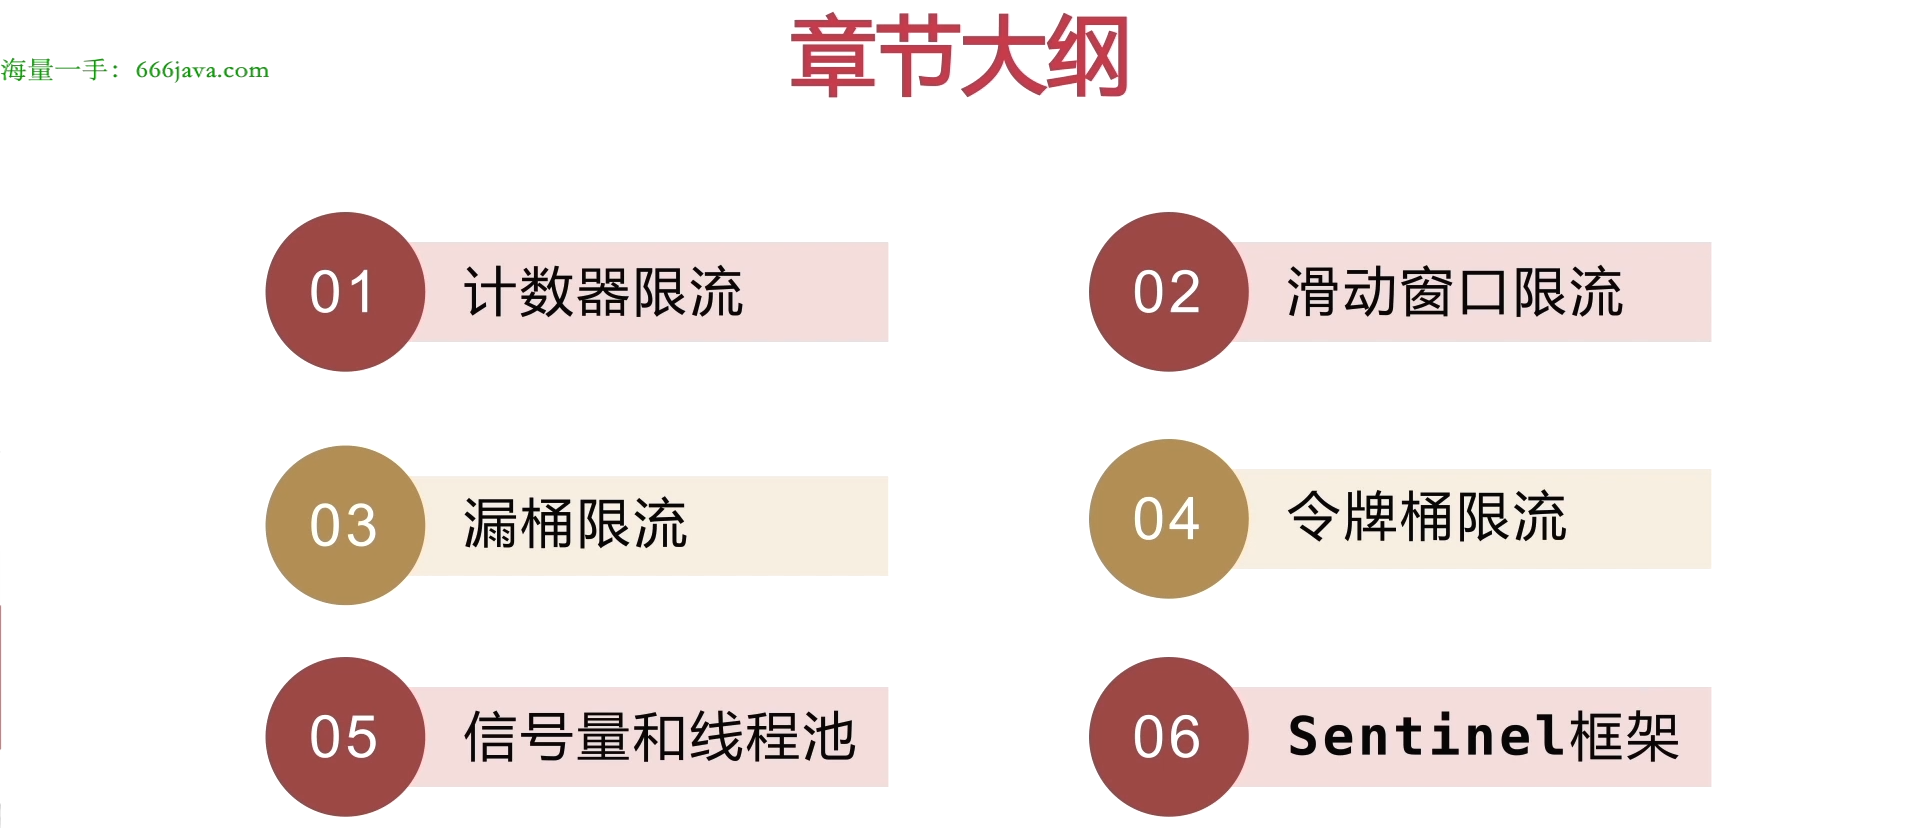 章节大纲
海量一手：666java.com
01 计数器限流
02 滑动窗口限流
03 漏桶限流
04 令牌桶限流
05 信号量和线程池
06 Sentinel框架